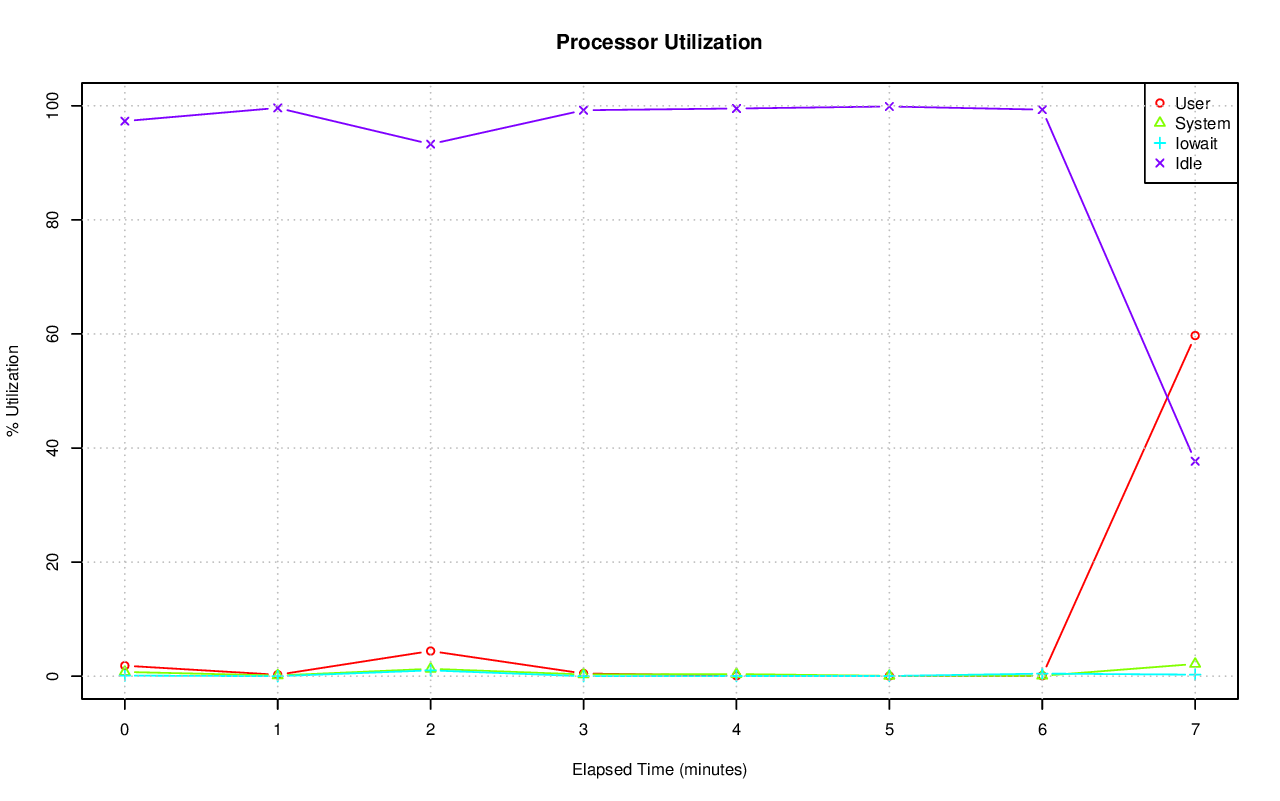 Processor Utilization
100
80
60
40
20
0
% Utilization
User
System
Iowait
Idle
0 1 2 3 4 5 6 7
Elapsed Time (minutes)